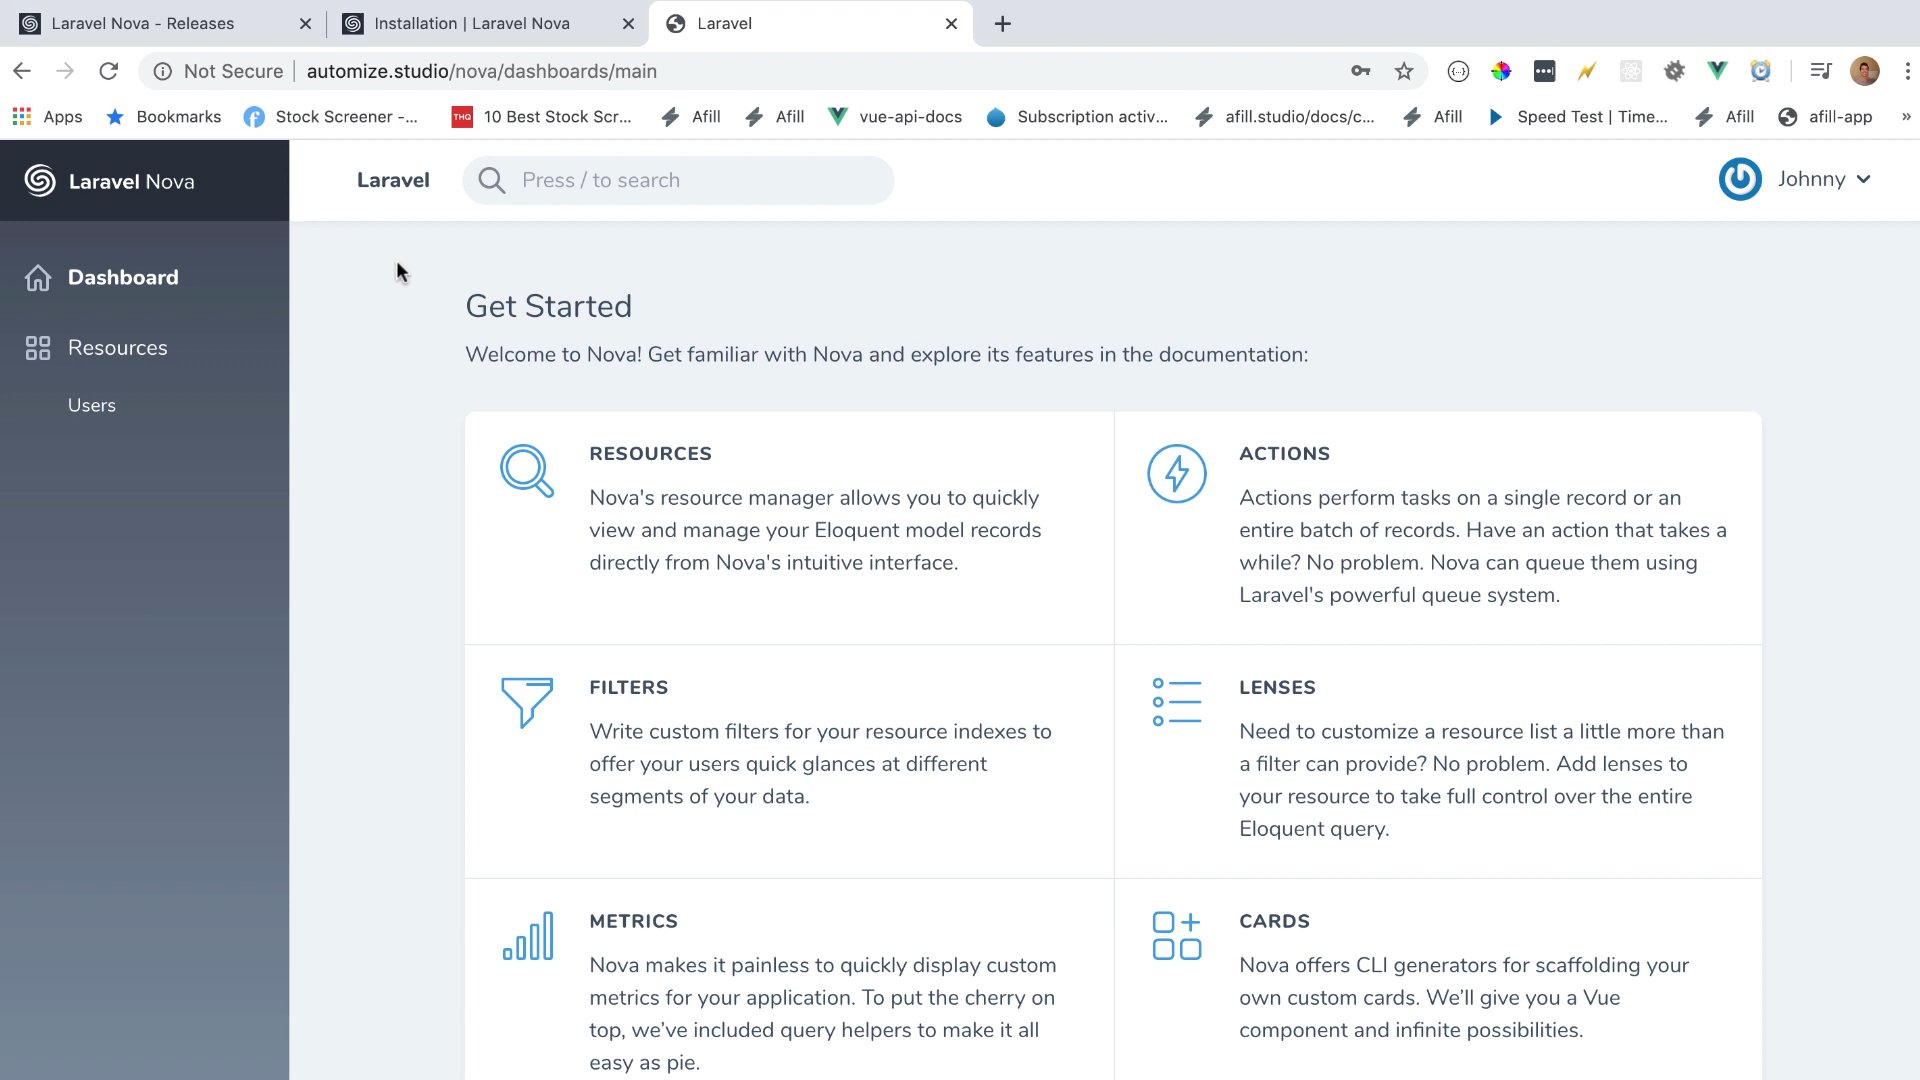 Laravel Nova - Releases
Installation | Laravel Nova
Laravel
Not Secure
automize.studio/nova/dashboards/main
Apps
Bookmarks
Stock Screener -...
THQ
10 Best Stock Scr...
Afill
Afill
vue-api-docs
Subscription activ...
afill.studio/docs/c...
Afill
Speed Test | Time...
Afill
afill-app
»
Laravel Nova
Laravel
Press / to search
Johnny
Dashboard
Resources
Users
Get Started
Welcome to Nova! Get familiar with Nova and explore its features in the documentation:
RESOURCES
Nova's resource manager allows you to quickly
view and manage your Eloquent model records
directly from Nova's intuitive interface.
ACTIONS
Actions perform tasks on a single record or an
entire batch of records. Have an action that takes a
while? No problem. Nova can queue them using
Laravel's powerful queue system.
FILTERS
Write custom filters for your resource indexes to
offer your users quick glances at different
segments of your data.
LENSES
Need to customize a resource list a little more than
a filter can provide? No problem. Add lenses to
your resource to take full control over the entire
Eloquent query.
METRICS
Nova makes it painless to quickly display custom
metrics for your application. To put the cherry on
top, we’ve included query helpers to make it all
easy as pie.
CARDS
Nova offers CLI generators for scaffolding your
own custom cards. We’ll give you a Vue
component and infinite possibilities.